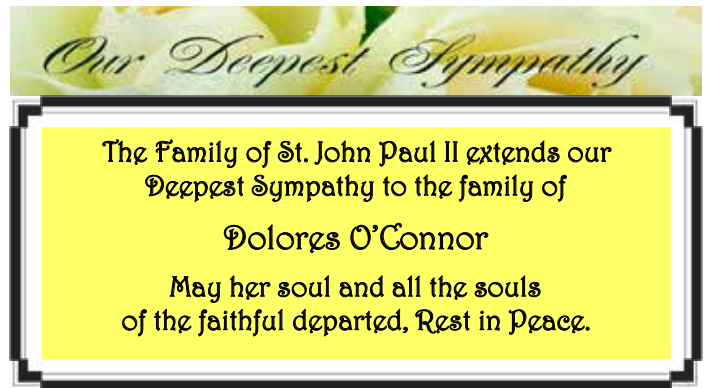 Our Deepest Sympathy
The Family of St. John Paul II extends our
Deepest Sympathy to the family of
Dolores O'Connor
May her soul and all the souls
of the faithful departed, Rest in Peace.